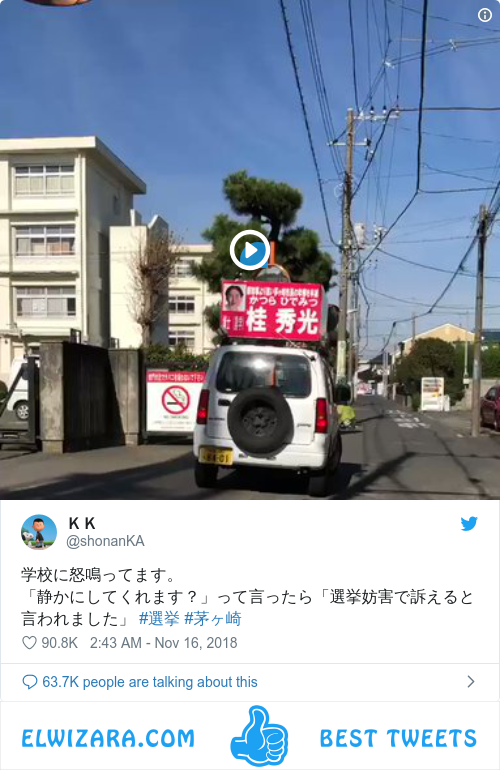 かつら ひでみつ
桂 秀光
K K
@shonanKA
学校に怒鳴ってます。
「静かにしてくれます？」って言ったら「選挙妨害で訴えると
言われました」 #選挙 #茅ヶ崎
90.8K 2:43 AM - Nov 16, 2018
63.7K people are talking about this
ELWIZARA.COM BEST TWEETS